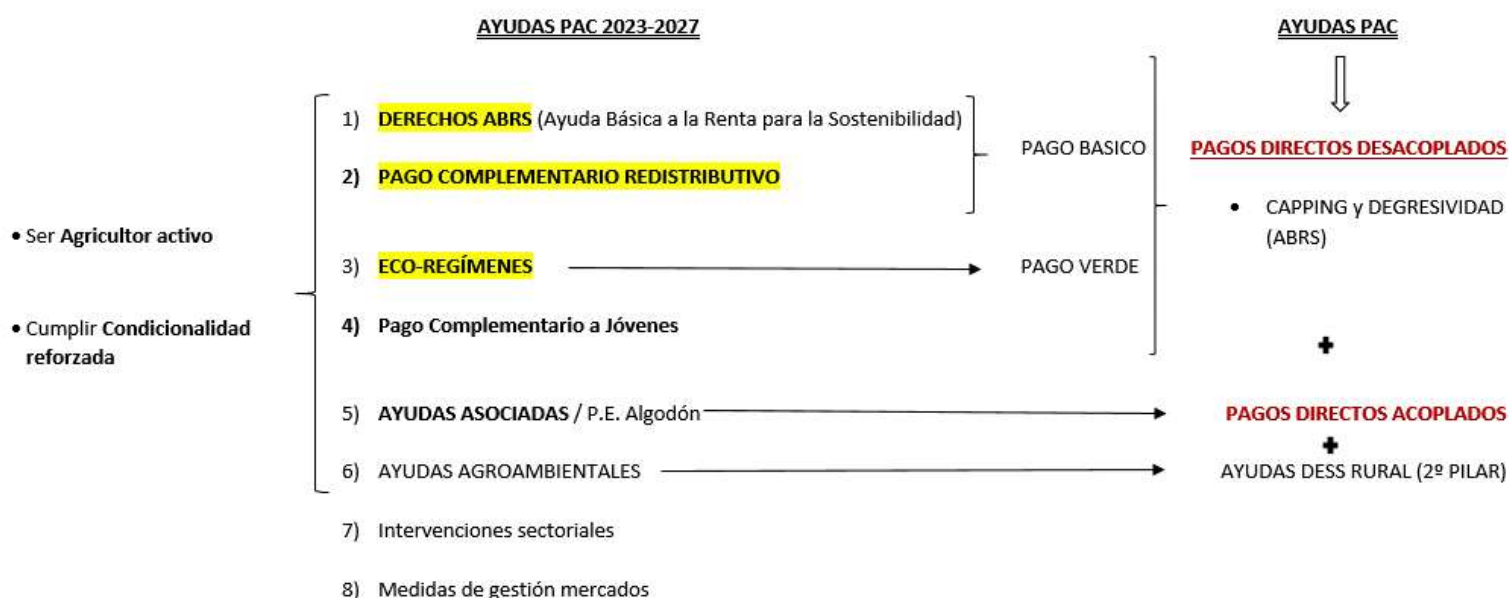 AYUDAS PAC 2023-2027
AYUDAS PAC
1) DERECHOS ABRS (Ayuda Básica a la Renta para la Sostenibilidad)
PAGO BASICO
PAGOS DIRECTOS DESACOPLADOS
2) PAGO COMPLEMENTARIO REDISTRIBUTIVO
• CAPPING y DEGRESIVIDAD
(ABRS)
• Ser Agricultor activo
3) ECO-REGÍMENES
PAGO VERDE
• Cumplir Condicionalidad
reforzada
4) Pago Complementario a Jóvenes
5) AYUDAS ASOCIADAS / P.E. Algodón
PAGOS DIRECTOS ACOPLADOS
6) AYUDAS AGROAMBIENTALES
AYUDAS DESS RURAL (2º PILAR)
7) Intervenciones sectoriales
8) Medidas de gestión mercados